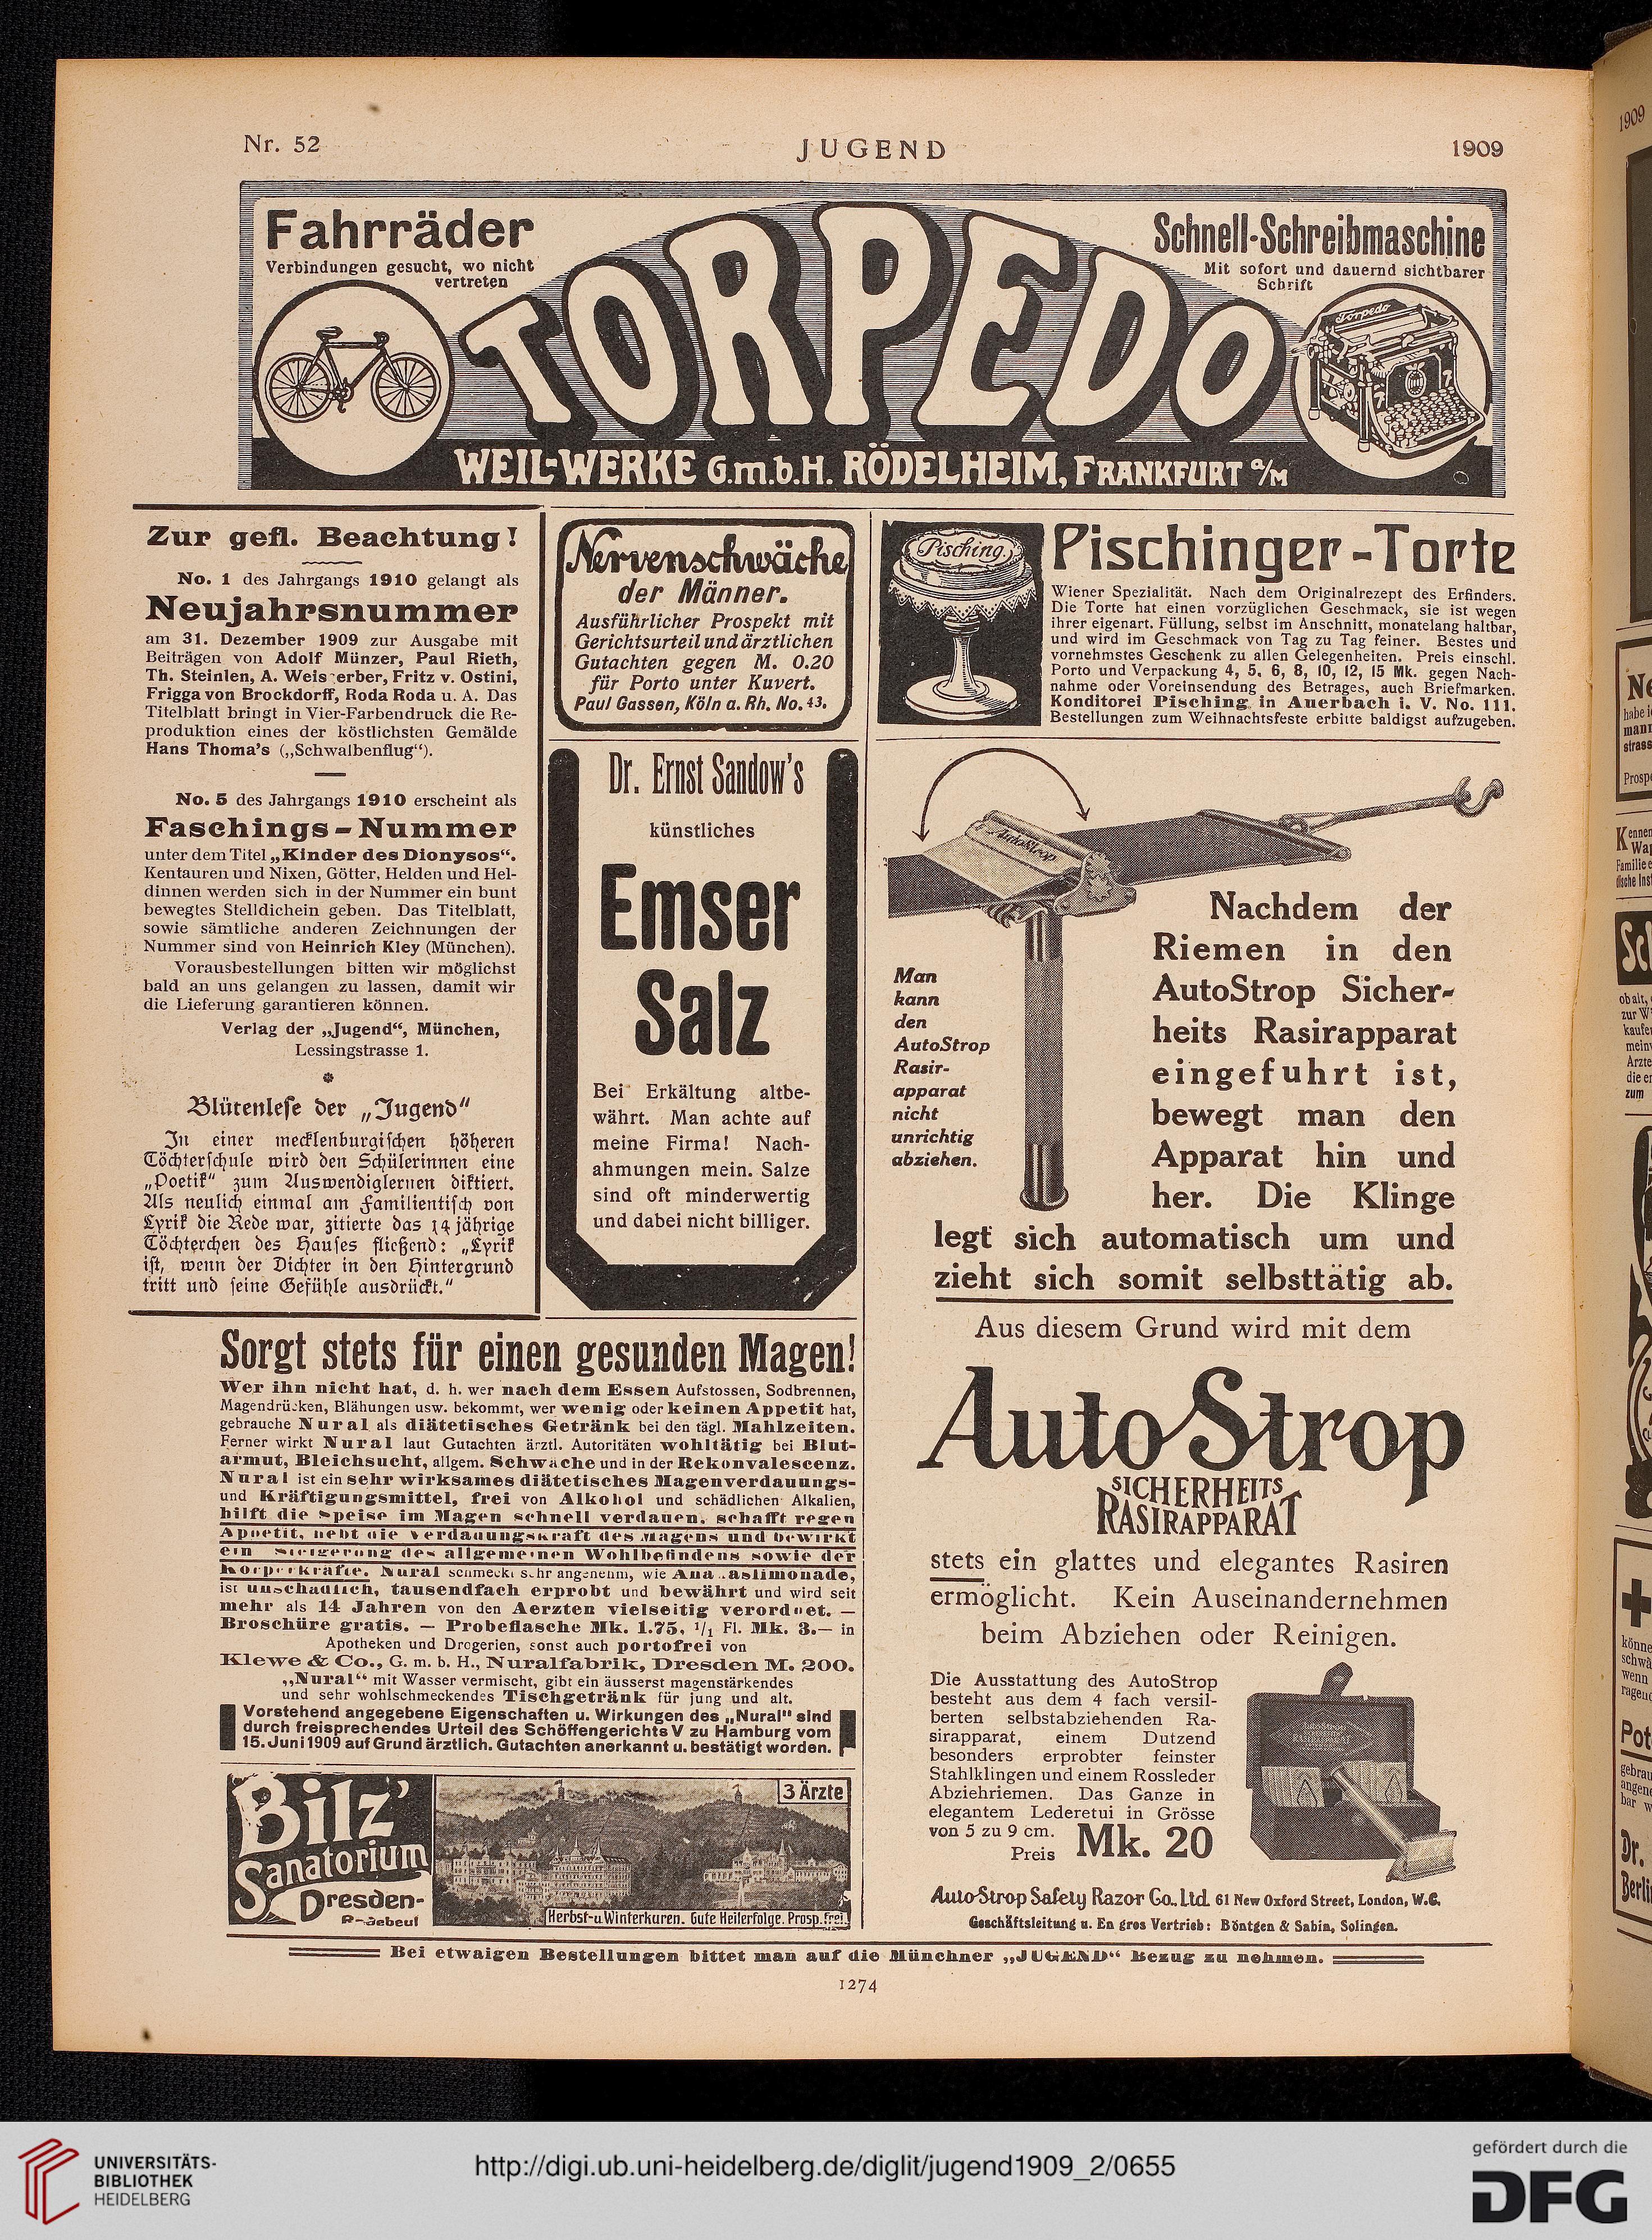 Nr. 52
JUGEND
1909
Fahrräder
Verbindungen gesucht, wo nicht
vertreten
TORPEDO
Schnell-Schreibmaschine
Mit sofort und dauernd sichtbarer
Schrift
Torpedo
WEIL-WERKE G.m.b.H. RÖDELHEIM, FRANKFURT a/M
Zur gefl. Beachtung!
No. 1 des Jahrgangs 1910 gelangt als
Neujahrsnummer
am 31. Dezember 1909 zur Ausgabe mit
Beiträgen von Adolf Münzer, Paul Rieth,
Th. Steinlen, A. Weis erber, Fritz v. Ostini,
Frigga von Brockdorff, Roda Roda u. A. Das
Titelblatt bringt in Vier-Farbendruck die Re-
produktion eines der köstlichsten Gemälde
Hans Thoma's („Schwalbenflug“).
No. 5 des Jahrgangs 1910 erscheint als
Faschings-Nummer
unter dem Titel „Kinder des Dionysos“.
Kentauren und Nixen, Götter, Helden und Hel-
dinnen werden sich in der Nummer ein bunt
bewegtes Stelldichein geben. Das Titelblatt,
sowie sämtliche anderen Zeichnungen der
Nummer sind von Heinrich Kley (München).
Vorausbestellungen bitten wir möglichst
bald an uns gelangen zu lassen, damit wir
die Lieferung garantieren können.
Verlag der „Jugend“, München,
Lessingstrasse 1.
Blütenlese der „Jugend“
In einer mecklenburgischen höheren
Töchterschule wird den Schülerinnen eine
„Poetik“ zum Auswendiglernen diktiert.
Als neulich einmal am Familientisch von
Lyrik die Rede war, zitierte das 14 jährige
Töchterchen des Hauses fließend: „Lyrik
ist, wenn der Dichter in den Hintergrund
tritt und seine Gefühle ausdrückt.“
Nervenschwäche
der Männer.
Ausführlicher Prospekt mit
Gerichtsurteil und ärztlichen
Gutachten gegen M. 0.20
für Porto unter Kuvert.
Paul Gassen, Köln a. Rh. No. 43.
Dr. Ernst Sandow's
künstliches
Emser
Salz
Bei Erkältung altbe-
währt. Man achte auf
meine Firma! Nach-
ahmungen mein. Salze
sind oft minderwertig
und dabei nicht billiger.
Pisching.
Pischinger-Torte
Wiener Spezialität. Nach dem Originalrezept des Erfinders.
Die Torte hat einen vorzüglichen Geschmack, sie ist wegen
ihrer eigenart. Füllung, selbst im Anschnitt, monatelang haltbar,
und wird im Geschmack von Tag zu Tag feiner. Bestes und
vornehmstes Geschenk zu allen Gelegenheiten. Preis einschl.
Porto und Verpackung 4, 5, 6, 8, 10, 12, 15 Mk. gegen Nach-
nahme oder Voreinsendung des Betrages, auch Briefmarken.
Konditorei Pisching in Auerbach i. V. No. 111.
Bestellungen zum Weihnachtsfeste erbitte baldigst aufzugeben.
AutoStrop
Man
kann
den
AutoStrop
Rasir-
apparat
nicht
unrichtig
abziehen.
Nachdem der
Riemen in den
AutoStrop Sicher-
heits Rasirapparat
eingefuhrt ist,
bewegt man den
Apparat hin und
her. Die Klinge
legt sich automatisch um und
zieht sich somit selbsttätig ab.
Aus diesem Grund wird mit dem
AutoStrop
SICHERHEITS
RASIRAPPARAT
stets ein glattes und elegantes Rasiren
ermöglicht. Kein Auseinandernehmen
beim Abziehen oder Reinigen.
Die Ausstattung des AutoStrop
besteht aus dem 4 fach versil-
berten selbstabziehenden Ra-
sirapparat, einem Dutzend
besonders erprobter feinster
Stahlklingen und einem Rossleder
Abziehriemen. Das Ganze in
elegantem Lederetui in Grösse
von 5 zu 9 cm.
Preis Mk. 20
AutoStrop Safety Razor Co., Ltd. 61 New Oxford Street, London, W.C.
Geschäftsleitung u. En gros Vertrieb: Böntgen & Sabin, Solingen.
Sorgt stets für einen gesunden Magen!
Wer ihn nicht hat, d. h. wer nach dem Essen Aufstossen, Sodbrennen,
Magendrücken, Blähungen usw. bekommt, wer wenig oder keinen Appetit hat,
gebrauche Nural als diätetisches Getränk bei den tägl. Mahlzeiten.
Ferner wirkt Nural laut Gutachten ärztl. Autoritäten wohltätig bei Blut-
armut, Bleichsucht, allgem. Schwäche und in der Rekonvalescenz.
Nural ist ein sehr wirksames diätetisches Magenverdauungs-
und Kräftigungsmittel, frei von Alkohol und schädlichen Alkalien,
hilft die Speise im Magen schnell verdauen, schafft regen
Appetit, hebt die Verdauungskraft des Magens und bewirkt
ein Steigerung des allgemeinen Wohlbefindens sowie der
Körperkräfte. Nural schmeckt sehr angenehm, wie Ana aslimonade,
ist unschädlich, tausendfach erprobt und bewährt und wird seit
mehr als 14 Jahren von den Aerzten vielseitig verordnet. —
Broschüre gratis. — Probeflasche Mk. 1.75, 1/1 Fl. Mk. 3.— in
Apotheken und Drogerien, sonst auch portofrei von
Klewe & Co., G. m. b. H., Nuralfabrik, Dresden M. 200.
„Nural“ mit Wasser vermischt, gibt ein äusserst magenstärkendes
und sehr wohlschmeckendes Tischgetränk für jung und alt.
Vorstehend angegebene Eigenschaften u. Wirkungen des „Nural“ sind
durch freisprechendes Urteil des Schöffengerichts V zu Hamburg vom
15. Juni 1909 auf Grund ärztlich. Gutachten anerkannt u. bestätigt worden.
Bilz'
Sanatorium
Dresden-
Radebeul
3 Ärzte
Herbst-u.Winterkuren. Gute Heilerfolge. Prosp. frei.
Bei etwaigen Bestellungen bittet man auf die Münchner „JUGEND“ Bezug zu nehmen.
1274
UNIVERSITÄTS-
BIBLIOTHEK
HEIDELBERG
http://digi.ub.uni-heidelberg.de/diglit/jugend1909_2/0655
gefördert durch die
DFG